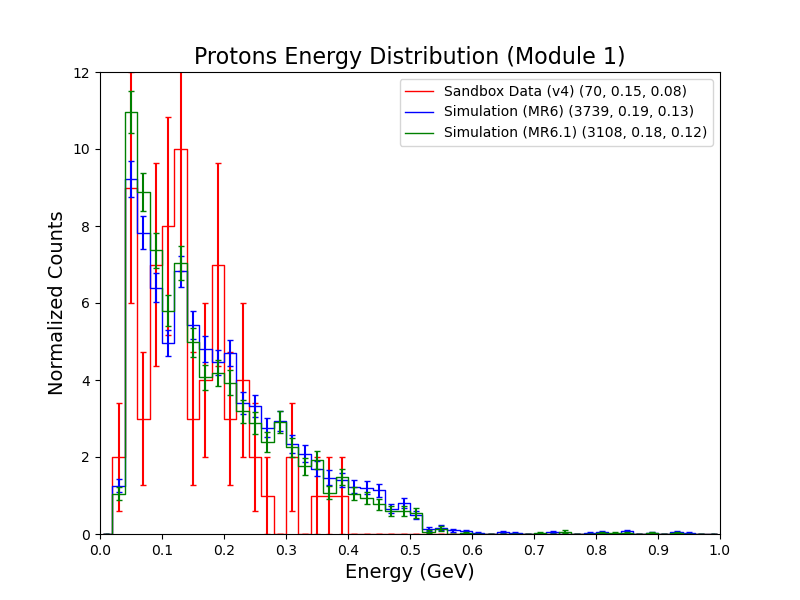 Protons Energy Distribution (Module 1)
Sandbox Data (v4) (70, 0.15, 0.08)
Simulation (MR6) (3739, 0.19, 0.13)
Simulation (MR6.1) (3108, 0.18, 0.12)
Normalized Counts
12
10
8
6
4
2
0
0.0 0.1 0.2 0.3 0.4 0.5 0.6 0.7 0.8 0.9 1.0
Energy (GeV)